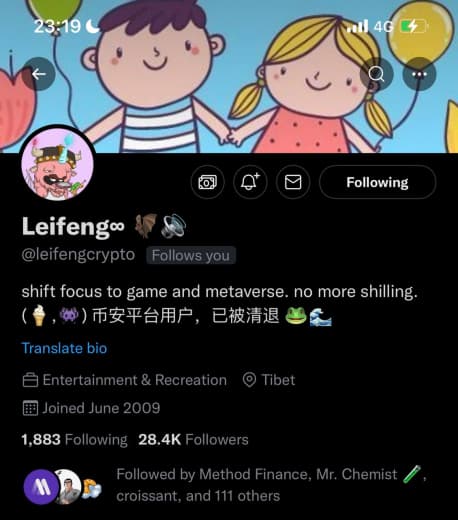 23:19 4G
Leifeng∞ 🦇🔊
@leifengcrypto Follows you
Following
shift focus to game and metaverse. no more shilling.
(🍦,👾) 币安平台用户，已被清退 🐸🌊
Translate bio
Entertainment & Recreation Tibet
Joined June 2009
1,883 Following 28.4K Followers
Followed by Method Finance, Mr. Chemist 🧪,
croissant, and 111 others